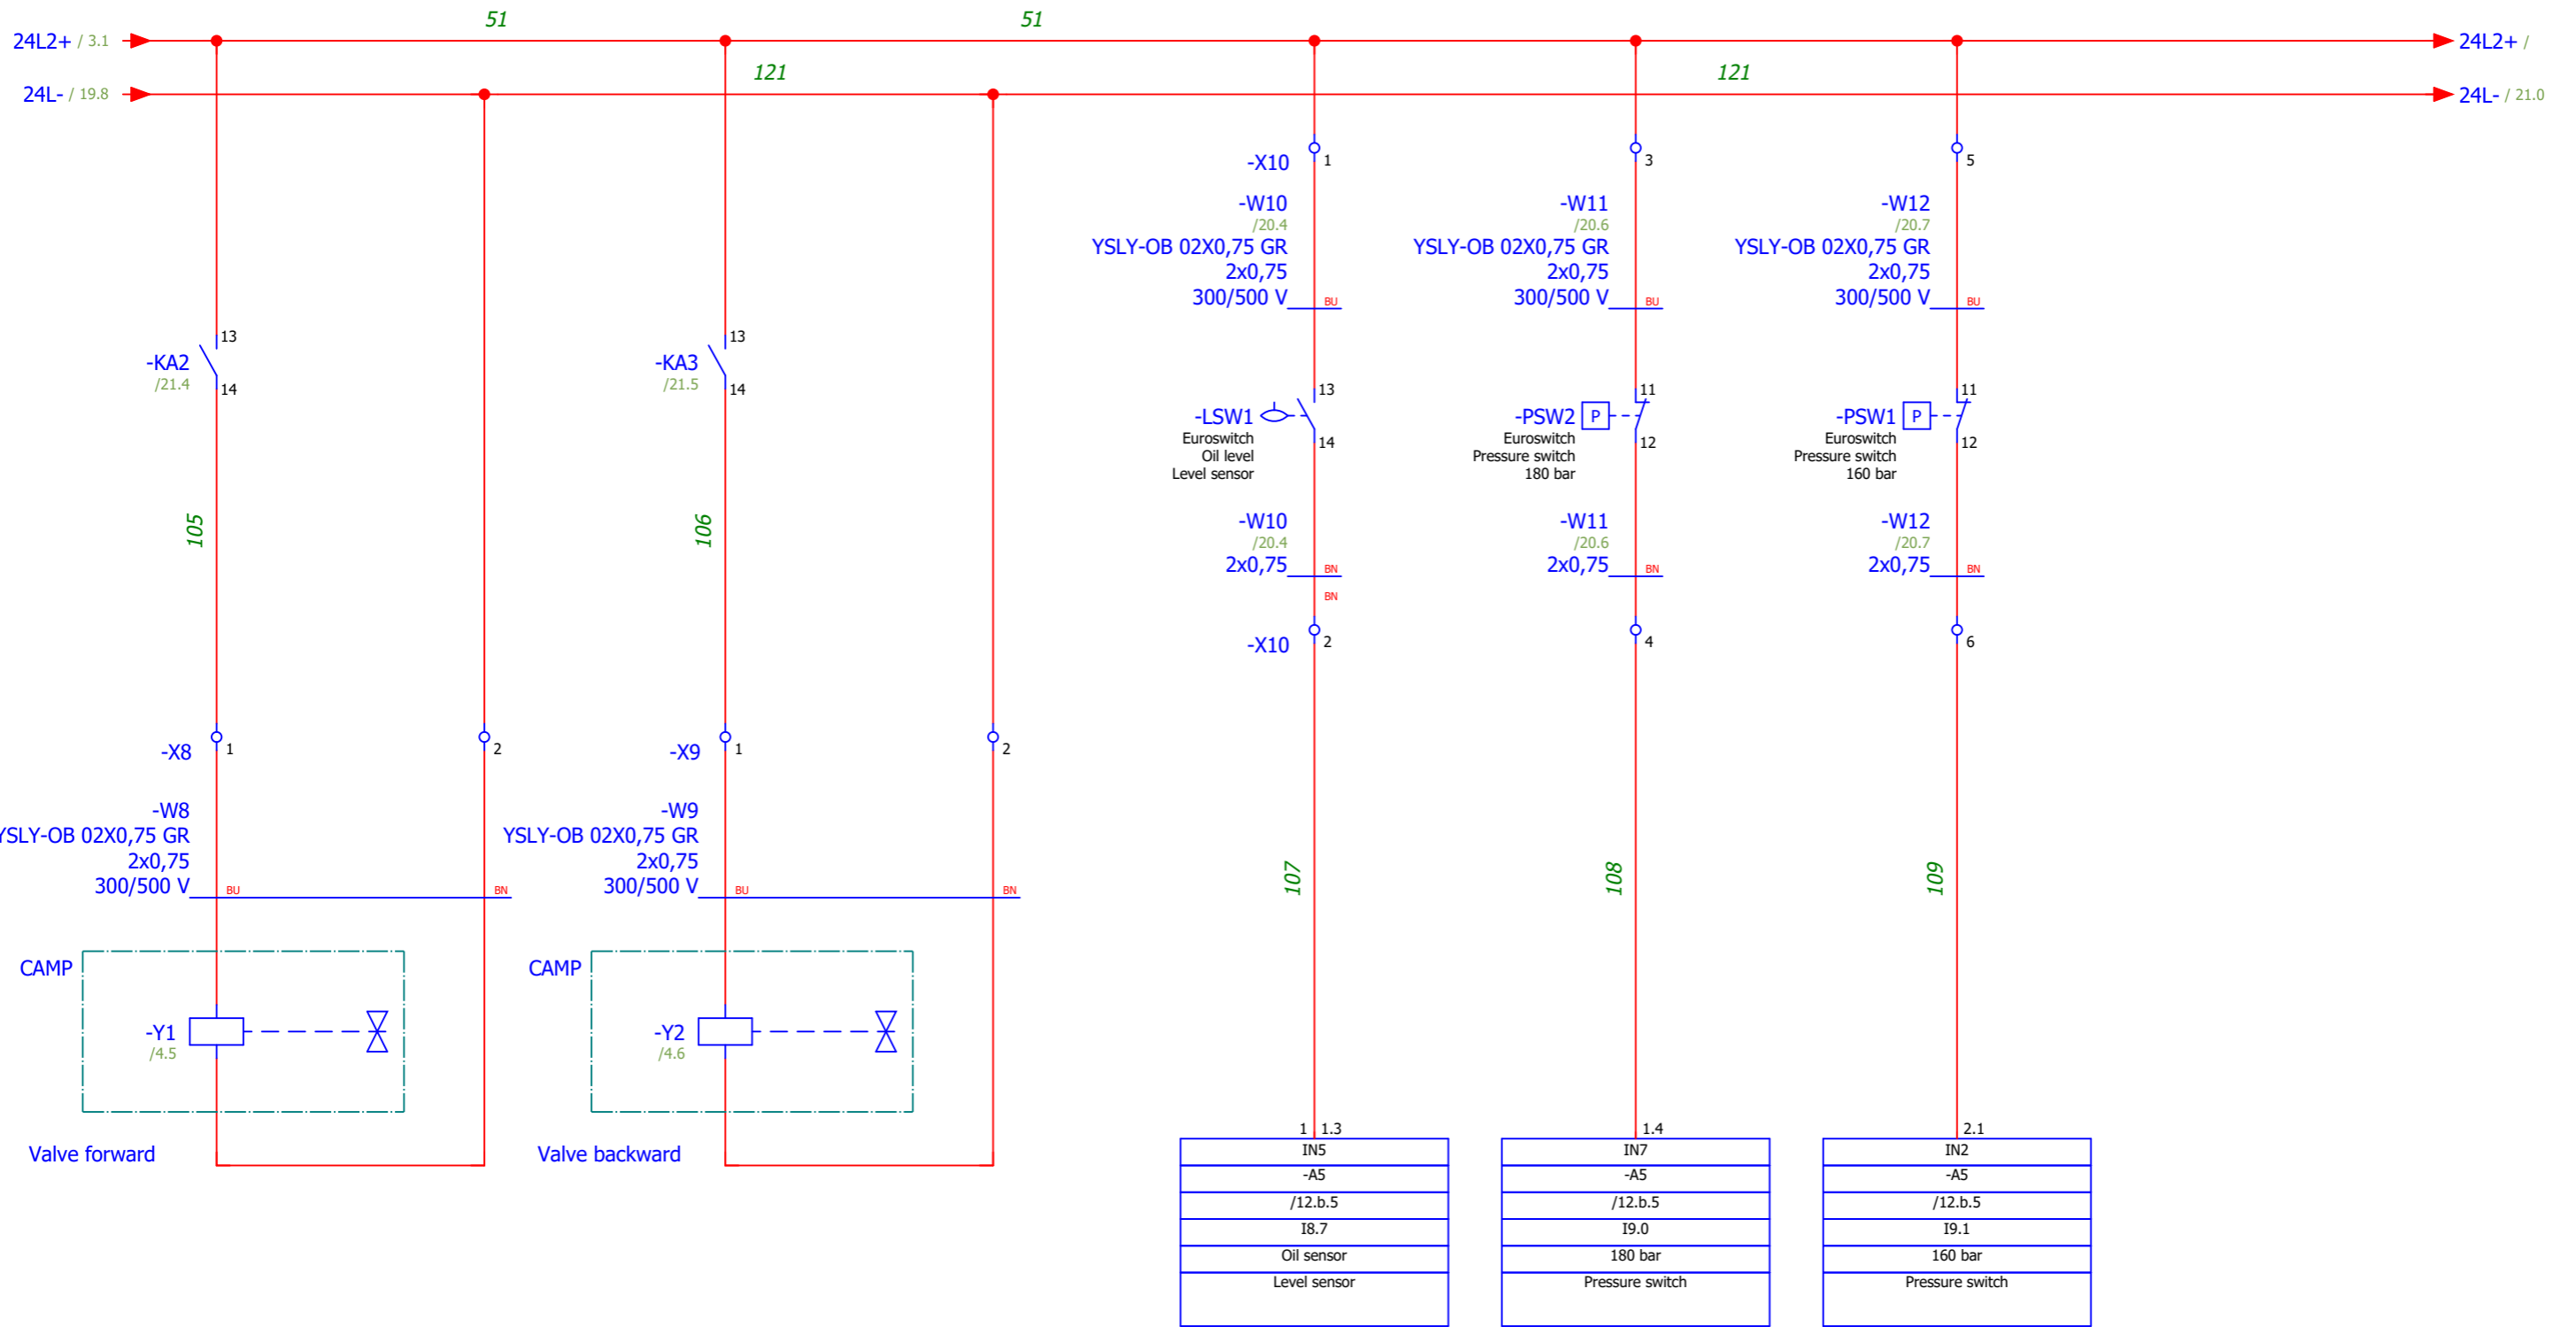 51
51
24L2+ / 3.1
24L2+ /
121
121
24L- / 19.8
24L- / 21.0
-X10
1
3
5
-W10
/20.4
YSLY-OB 02X0,75 GR
2x0,75
300/500 V
BU
-W11
/20.6
YSLY-OB 02X0,75 GR
2x0,75
300/500 V
BU
-W12
/20.7
YSLY-OB 02X0,75 GR
2x0,75
300/500 V
BU
-KA2
/21.4
13
14
-KA3
/21.5
13
14
-LSW1
Euroswitch
Oil level
Level sensor
13
14
-PSW2
P
Euroswitch
Pressure switch
180 bar
11
12
-PSW1
P
Euroswitch
Pressure switch
160 bar
11
12
105
106
-W10
/20.4
2x0,75
BN
BN
-W11
/20.6
2x0,75
BN
-W12
/20.7
2x0,75
BN
-X10
2
4
6
-X8
1
2
-X9
1
2
-W8
YSLY-OB 02X0,75 GR
2x0,75
300/500 V
BU
BN
-W9
YSLY-OB 02X0,75 GR
2x0,75
300/500 V
BU
BN
107
108
109
CAMP
-Y1
/4.5
Valve forward
CAMP
-Y2
/4.6
Valve backward
1 1.3
IN5
-A5
/12.b.5
I8.7
Oil sensor
Level sensor
1.4
IN7
-A5
/12.b.5
I9.0
180 bar
Pressure switch
2.1
IN2
-A5
/12.b.5
I9.1
160 bar
Pressure switch